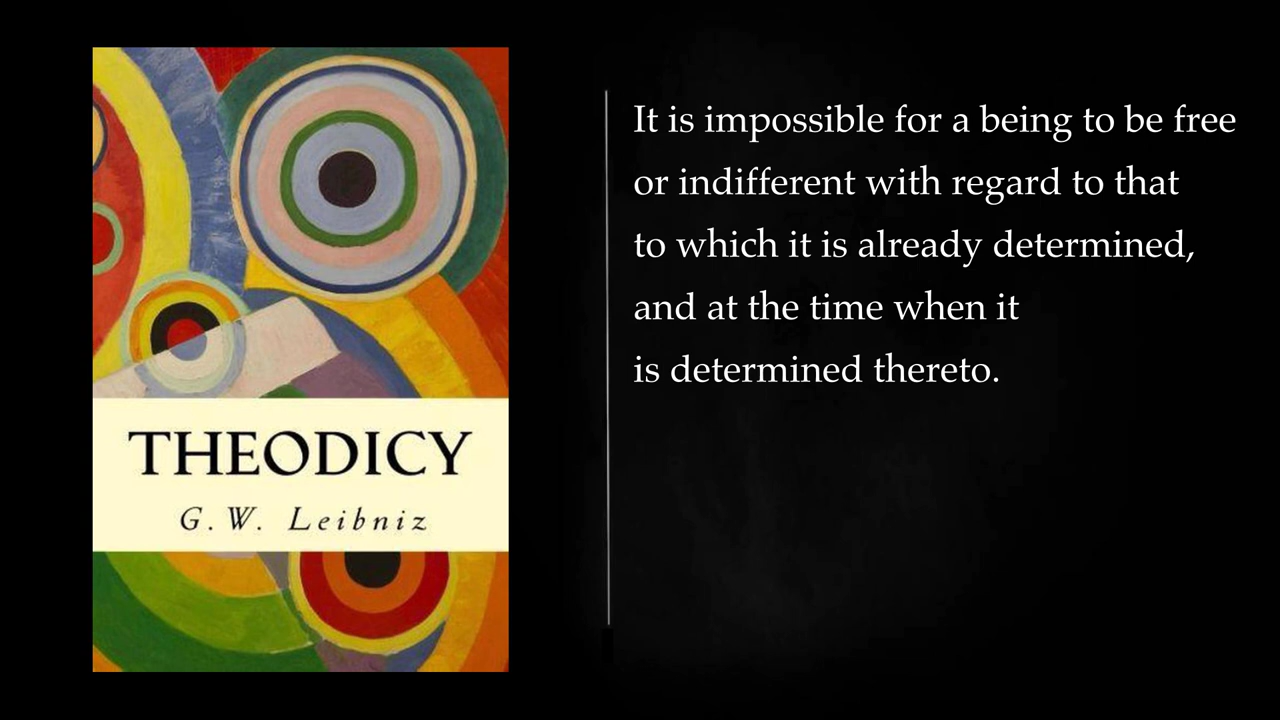 THEODICY
G. W. Leibniz
It is impossible for a being to be free
or indifferent with regard to that
to which it is already determined,
and at the time when it
is determined thereto.